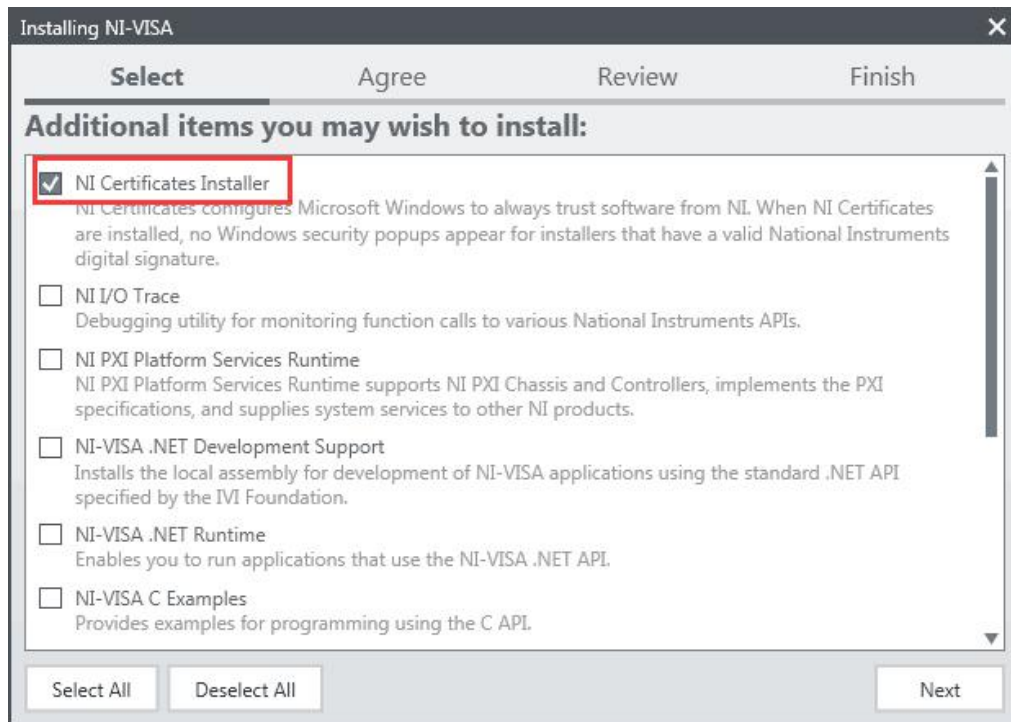 Installing NI-VISA
Select
Agree
Review
Finish
Additional items you may wish to install:
NI Certificates Installer
NI Certificates configures Microsoft Windows to always trust software from NI. When NI Certificates
are installed, no Windows security popups appear for installers that have a valid National Instruments
digital signature.
NI I/O Trace
Debugging utility for monitoring function calls to various National Instruments APIs.
NI PXI Platform Services Runtime
NI PXI Platform Services Runtime supports NI PXI Chassis and Controllers, implements the PXI
specifications, and supplies system services to other NI products.
NI-VISA .NET Development Support
Installs the local assembly for development of NI-VISA applications using the standard .NET API
specified by the IVI Foundation.
NI-VISA .NET Runtime
Enables you to run applications that use the NI-VISA .NET API.
NI-VISA C Examples
Provides examples for programming using the C API.
Select All
Deselect All
Next